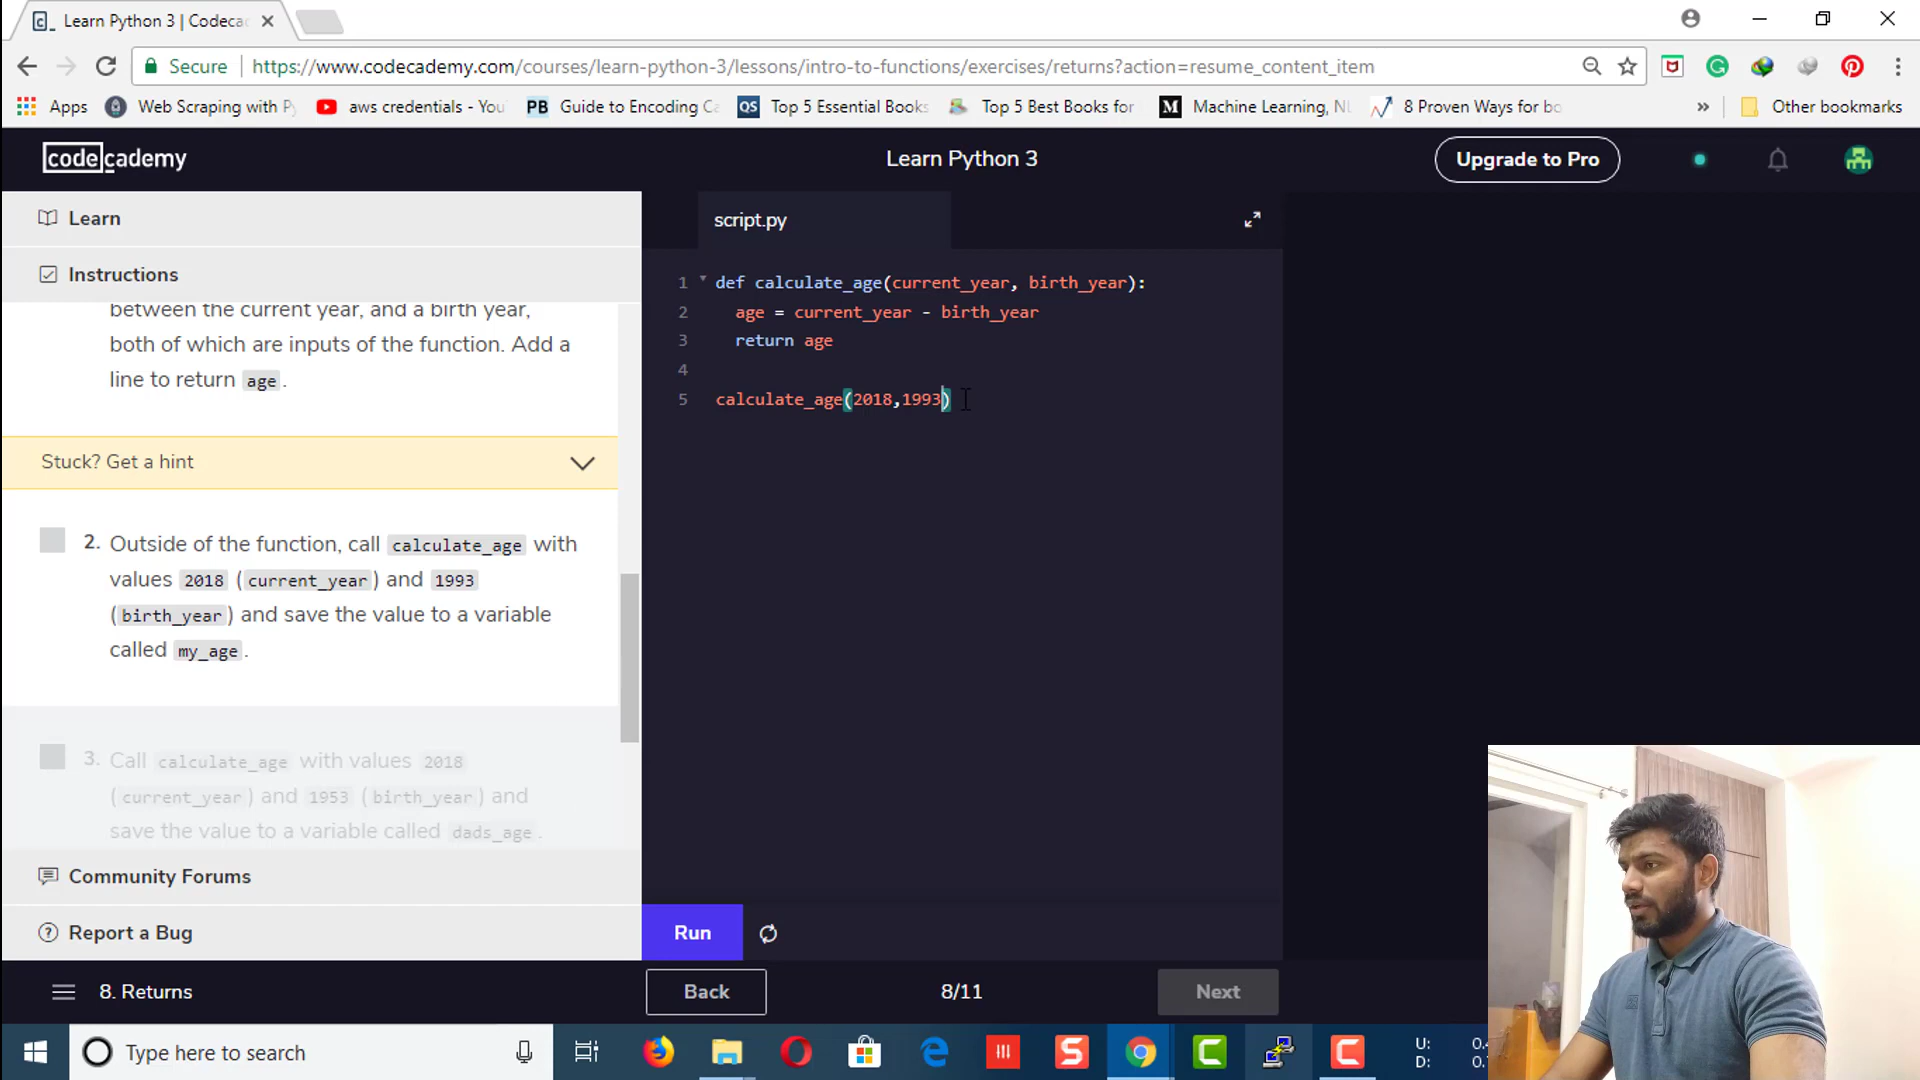 Learn Python 3 | Codeca
Secure https://www.codecademy.com/courses/learn-python-3/lessons/intro-to-functions/exercises/returns?action=resume_content_item
Apps Web Scraping with Py aws credentials - You PB Guide to Encoding Ca QS Top 5 Essential Books Top 5 Best Books for M Machine Learning, NL 8 Proven Ways for be » Other bookmarks
codecademy
Learn Python 3
Upgrade to Pro
Learn
script.py
Instructions
between the current year, and a birth year,
both of which are inputs of the function. Add a
line to return age.
Stuck? Get a hint
2. Outside of the function, call calculate_age with
values 2018 (current_year) and 1993
(birth_year) and save the value to a variable
called my_age.
3. Call calculate_age with values 2018
(current_year) and 1953 (birth_year) and
save the value to a variable called dads_age.
1 def calculate_age(current_year, birth_year):
2 age = current_year - birth_year
3 return age
4
5 calculate_age(2018,1993)
Community Forums
Report a Bug
Run
8. Returns
Back
8/11
Next
Type here to search
U:
D: